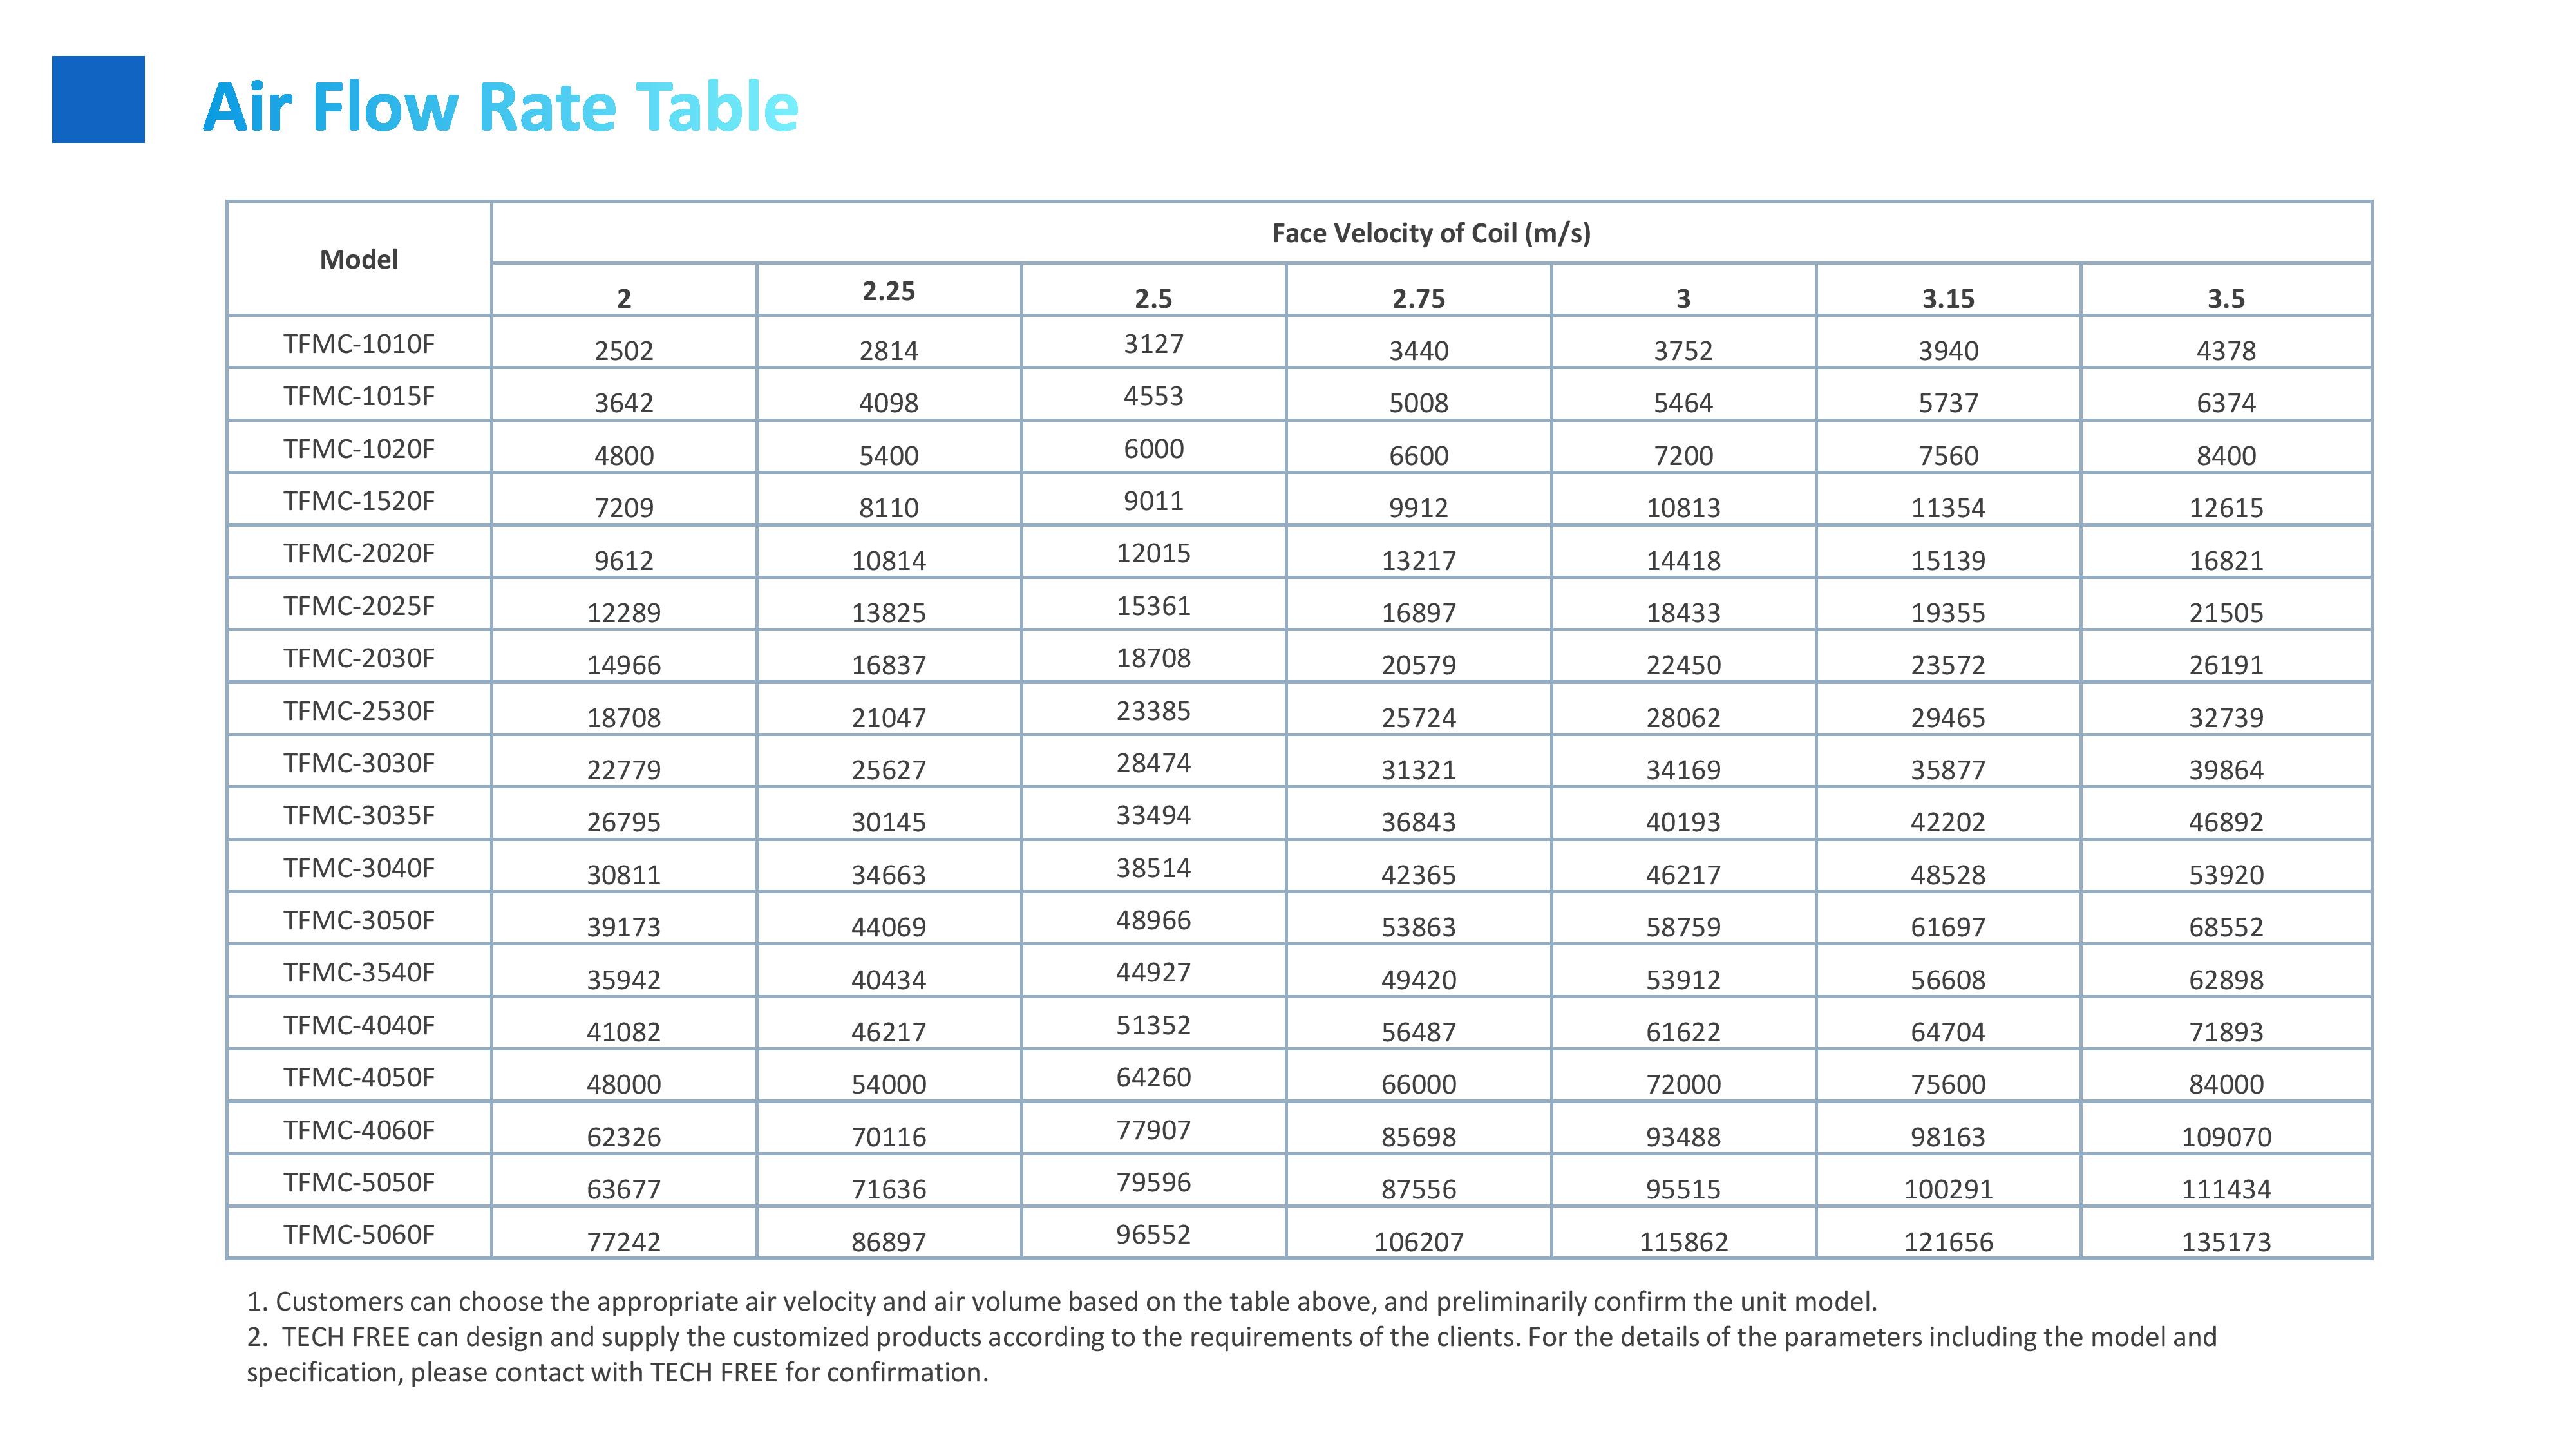 Air Flow Rate Table
Model Face Velocity of Coil (m/s)
2 2.25 2.5 2.75 3 3.15 3.5
TFMC-1010F 2502 2814 3127 3440 3752 3940 4378
TFMC-1015F 3642 4098 4553 5008 5464 5737 6374
TFMC-1020F 4800 5400 6000 6600 7200 7560 8400
TFMC-1520F 7209 8110 9011 9912 10813 11354 12615
TFMC-2020F 9612 10814 12015 13217 14418 15139 16821
TFMC-2025F 12289 13825 15361 16897 18433 19355 21505
TFMC-2030F 14966 16837 18708 20579 22450 23572 26191
TFMC-2530F 18708 21047 23385 25724 28062 29465 32739
TFMC-3030F 22779 25627 28474 31321 34169 35877 39864
TFMC-3035F 26795 30145 33494 36843 40193 42202 46892
TFMC-3040F 30811 34663 38514 42365 46217 48528 53920
TFMC-3050F 39173 44069 48966 53863 58759 61697 68552
TFMC-3540F 35942 40434 44927 49420 53912 56608 62898
TFMC-4040F 41082 46217 51352 56487 61622 64704 71893
TFMC-4050F 48000 54000 64260 66000 72000 75600 84000
TFMC-4060F 62326 70116 77907 85698 93488 98163 109070
TFMC-5050F 63677 71636 79596 87556 95515 100291 111434
TFMC-5060F 77242 86897 96552 106207 115862 121656 135173
1. Customers can choose the appropriate air velocity and air volume based on the table above, and preliminarily confirm the unit model.
2. TECH FREE can design and supply the customized products according to the requirements of the clients. For the details of the parameters including the model and
specification, please contact with TECH FREE for confirmation.